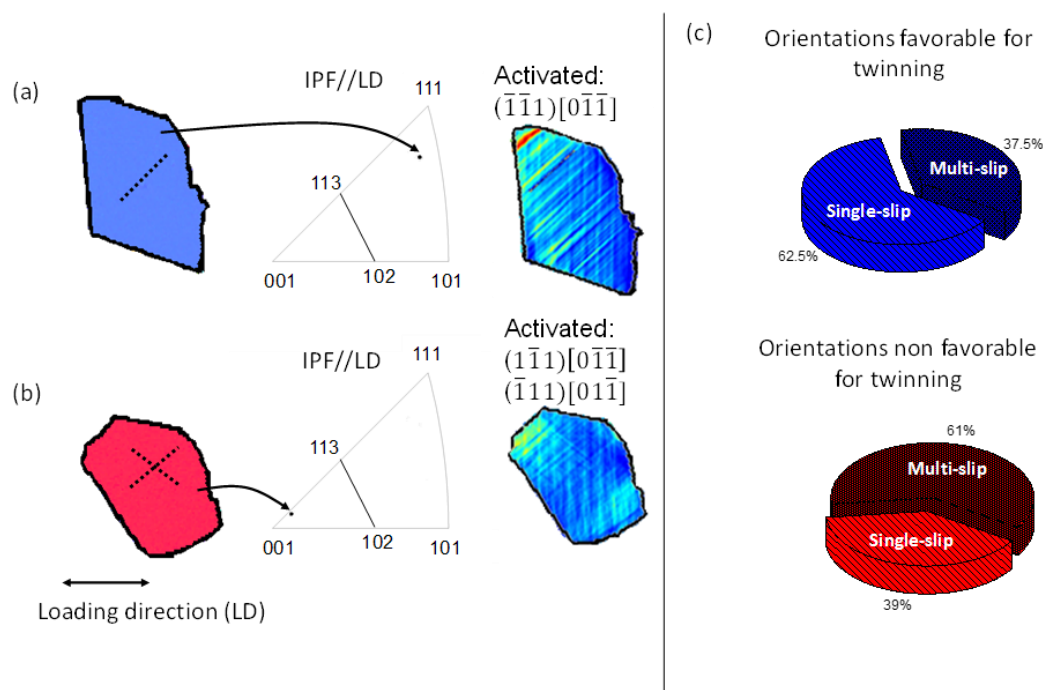 (a)
IPF//LD
111
113
001
102
101
Activated:
(1̅1̅1)[01̅1̅]
(b)
IPF//LD
111
113
001
102
101
Activated:
(11̅1)[01̅1̅]
(1̅11)[011̅]
Loading direction (LD)
(c)
Orientations favorable for
twinning
37.5%
Multi-slip
Single-slip
62.5%
Orientations non favorable
for twinning
61%
Multi-slip
Single-slip
39%